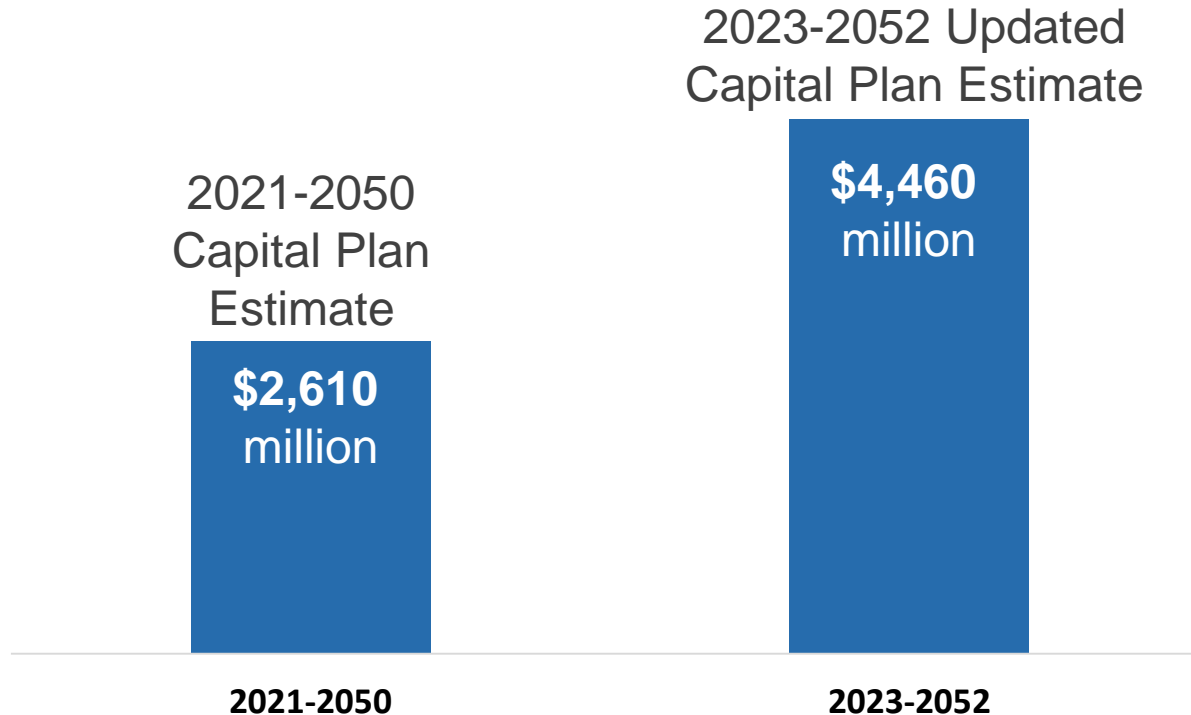 2021-2050
Capital Plan
Estimate
$2,610
million
2023-2052 Updated
Capital Plan Estimate
$4,460
million
2021-2050
2023-2052